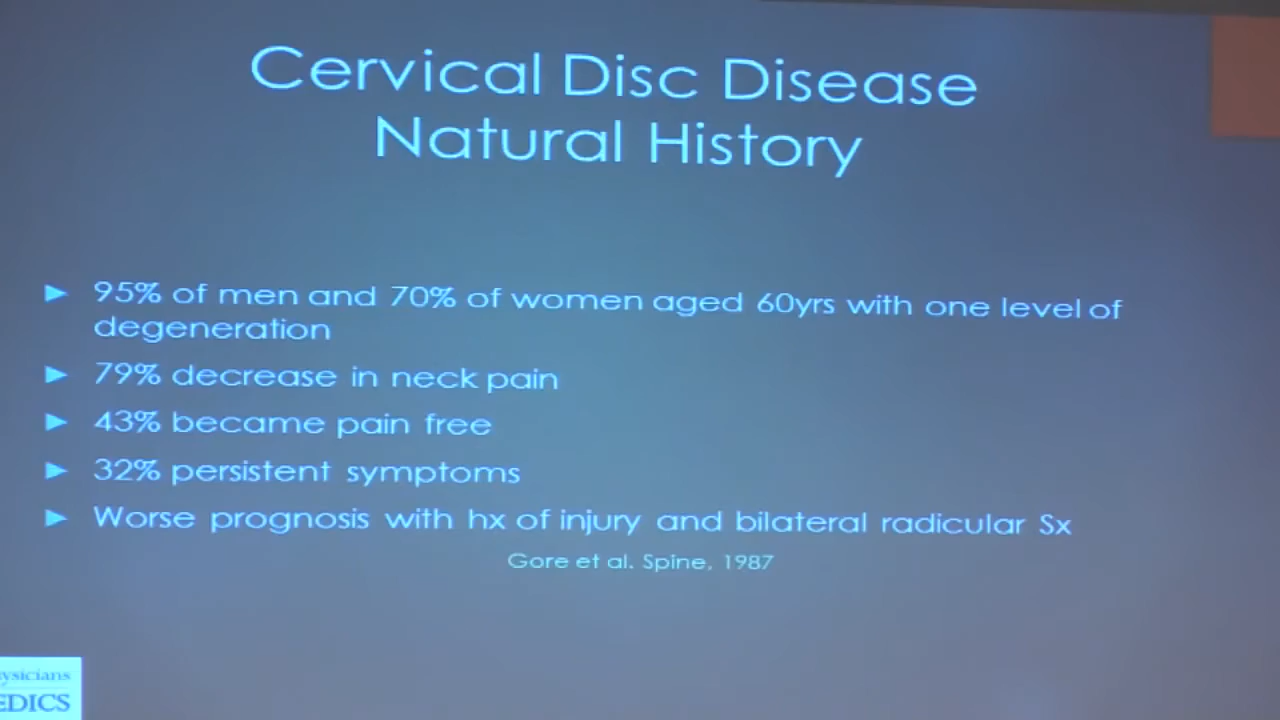 Cervical Disc Disease
Natural History
► 95% of men and 70% of women aged 60yrs with one level of
degeneration
► 79% decrease in neck pain
► 43% became pain free
► 32% persistent symptoms
► Worse prognosis with hx of injury and bilateral radicular Sx
Gore et al. Spine, 1987
ysicians
EDICS